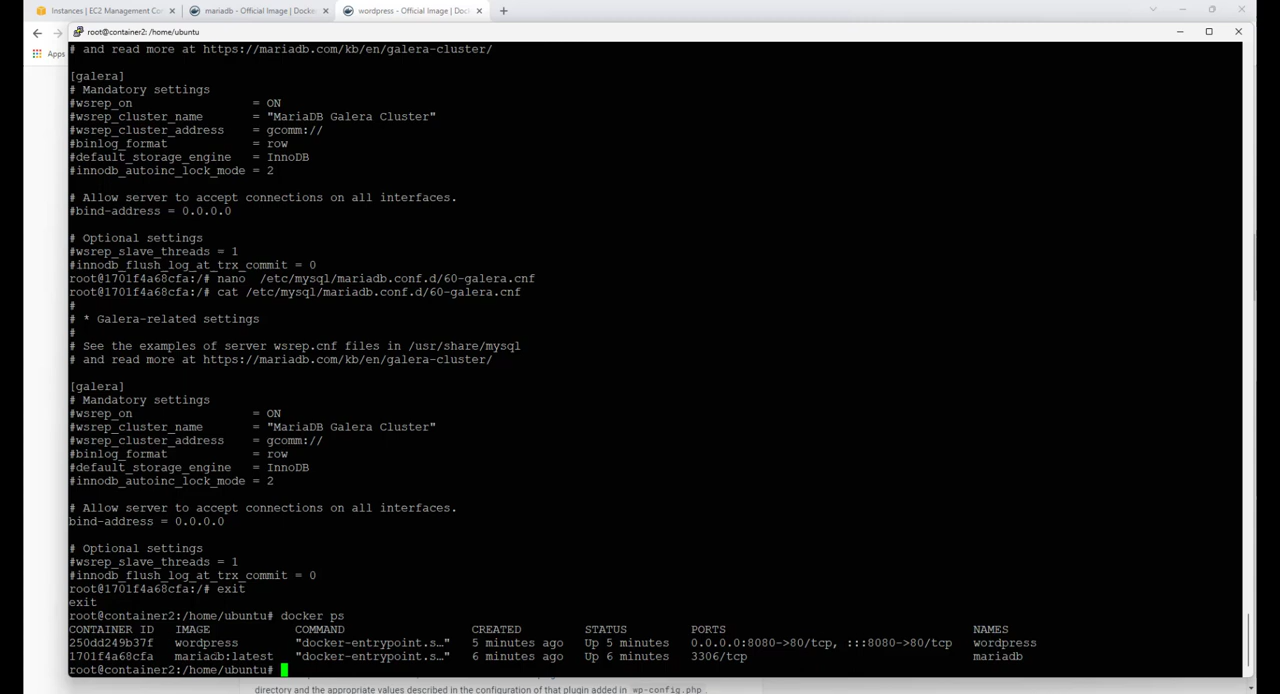 Instances | EC2 Management Co
mariadb - Official Image | Docke
wordpress - Official Image | Dock
Apps
root@container2: /home/ubuntu
# and read more at https://mariadb.com/kb/en/galera-cluster/
[galera]
# Mandatory settings
#wsrep_on = ON
#wsrep_cluster_name = "MariaDB Galera Cluster"
#wsrep_cluster_address = gcomm://
#binlog_format = row
#default_storage_engine = InnoDB
#innodb_autoinc_lock_mode = 2
# Allow server to accept connections on all interfaces.
#bind-address = 0.0.0.0
# Optional settings
#wsrep_slave_threads = 1
#innodb_flush_log_at_trx_commit = 0
root@1701f4a68cfa:/# nano  /etc/mysql/mariadb.conf.d/60-galera.cnf
root@1701f4a68cfa:/# cat /etc/mysql/mariadb.conf.d/60-galera.cnf
#
# * Galera-related settings
#
# See the examples of server wsrep.cnf files in /usr/share/mysql
# and read more at https://mariadb.com/kb/en/galera-cluster/
[galera]
# Mandatory settings
#wsrep_on = ON
#wsrep_cluster_name = "MariaDB Galera Cluster"
#wsrep_cluster_address = gcomm://
#binlog_format = row
#default_storage_engine = InnoDB
#innodb_autoinc_lock_mode = 2
# Allow server to accept connections on all interfaces.
bind-address = 0.0.0.0
# Optional settings
#wsrep_slave_threads = 1
#innodb_flush_log_at_trx_commit = 0
root@1701f4a68cfa:/# exit
exit
root@container2:/home/ubuntu# docker ps
CONTAINER ID IMAGE COMMAND CREATED STATUS PORTS NAMES
250dd249b37f wordpress "docker-entrypoint.s…" 5 minutes ago Up 5 minutes 0.0.0.0:8080->80/tcp, :::8080->80/tcp wordpress
1701f4a68cfa mariadb:latest "docker-entrypoint.s…" 6 minutes ago Up 6 minutes 3306/tcp mariadb
root@container2:/home/ubuntu#
directory and the appropriate values described in the configuration of that plugin added in wp-config.php.